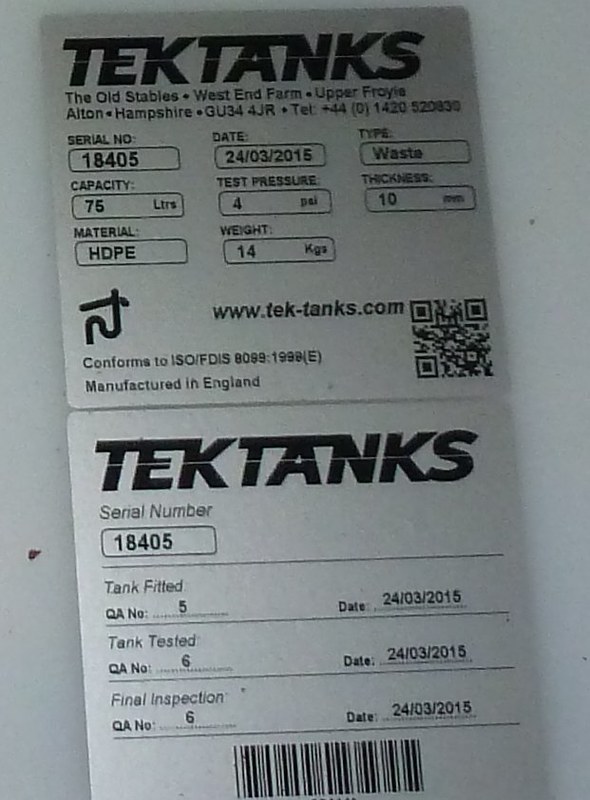 TEKTANKS
The Old Stables • West End Farm • Upper Froyle
Alton • Hampshire • GU34 4JR • Tel: +44 (0) 1420 520830
SERIAL NO: DATE: TYPE:
18405 24/03/2015 Waste
CAPACITY: TEST PRESSURE: THICKNESS:
75 Ltrs 4 psi 10 mm
MATERIAL: WEIGHT:
HDPE 14 Kgs
www.tek-tanks.com
Conforms to ISO/FDIS 8099:1999(E)
Manufactured in England
TEKTANKS
Serial Number
18405
Tank Fitted
QA No: 5 Date: 24/03/2015
Tank Tested
QA No: 6 Date: 24/03/2015
Final Inspection
QA No: 6 Date: 24/03/2015